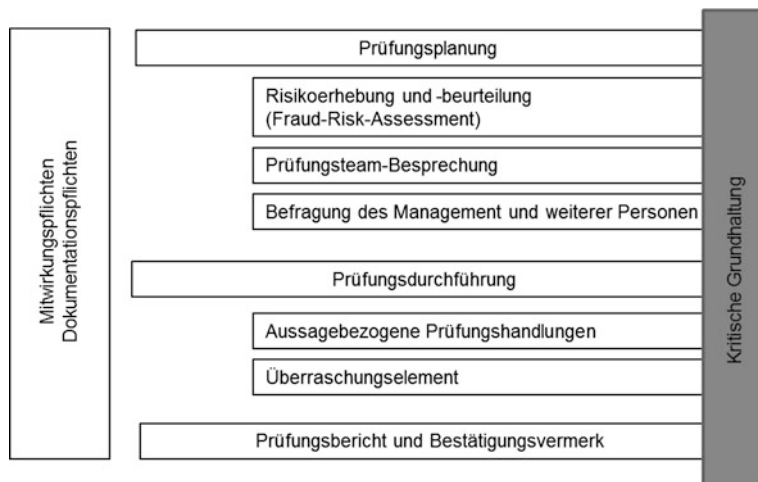 Mitwirkungspflichten
Dokumentationspflichten
Prüfungsplanung
Risikoerhebung und -beurteilung
(Fraud-Risk-Assessment)
Prüfungsteam-Besprechung
Befragung des Management und weiterer Personen
Prüfungsdurchführung
Aussagebezogene Prüfungshandlungen
Überraschungselement
Prüfungsbericht und Bestätigungsvermerk
Kritische Grundhaltung